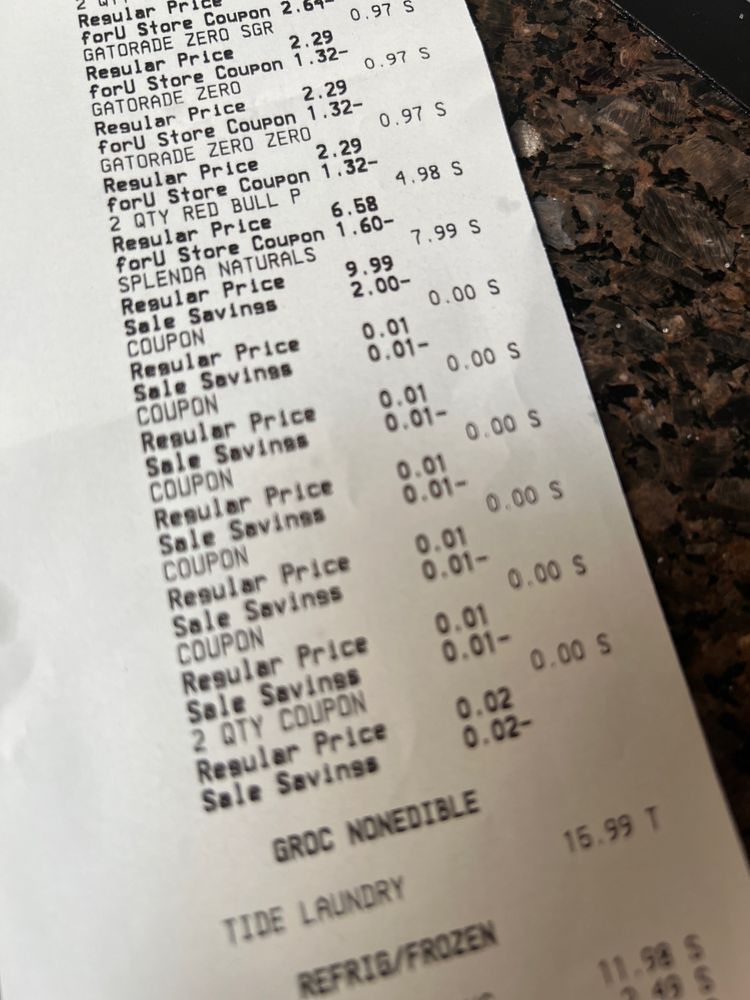 2 QTY
Regular Price
forU Store Coupon 2.64-
GATORADE ZERO SGR 0.97 S
Regular Price 2.29
forU Store Coupon 1.32-
GATORADE ZERO 0.97 S
Regular Price 2.29
forU Store Coupon 1.32-
GATORADE ZERO ZERO 0.97 S
Regular Price 2.29
forU Store Coupon 1.32-
2 QTY RED BULL P 4.98 S
Regular Price 6.58
forU Store Coupon 1.60-
SPLENDA NATURALS 7.99 S
Regular Price 9.99
Sale Savings 2.00-
COUPON 0.00 S
Regular Price 0.01
Sale Savings 0.01-
COUPON 0.00 S
Regular Price 0.01
Sale Savings 0.01-
COUPON 0.00 S
Regular Price 0.01
Sale Savings 0.01-
COUPON 0.00 S
Regular Price 0.01
Sale Savings 0.01-
COUPON 0.00 S
Regular Price 0.01
Sale Savings 0.01-
2 QTY COUPON 0.00 S
Regular Price 0.02
Sale Savings 0.02-
GROC NONEDIBLE
TIDE LAUNDRY 15.99 T
REFRIG/FROZEN
11.98 S
2.49 S